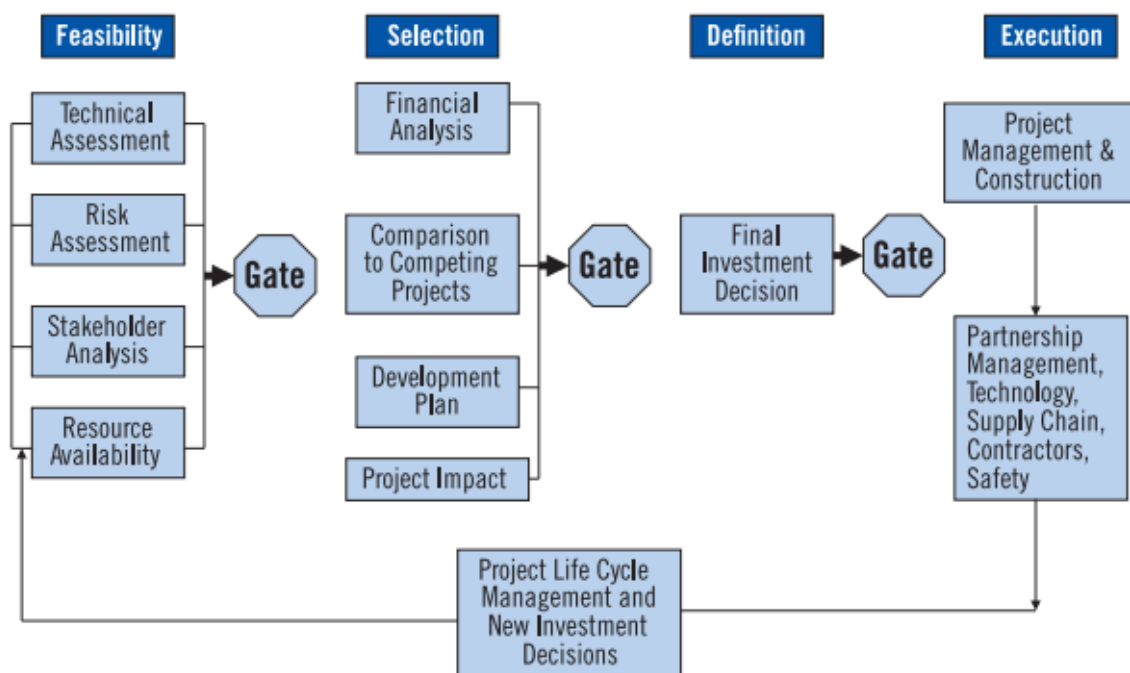 Feasibility
Selection
Definition
Execution
Technical
Assessment
Risk
Assessment
Stakeholder
Analysis
Resource
Availability
Gate
Financial
Analysis
Comparison
to Competing
Projects
Development
Plan
Project Impact
Gate
Final
Investment
Decision
Gate
Project
Management &
Construction
Partnership
Management,
Technology,
Supply Chain,
Contractors,
Safety
Project Life Cycle
Management and
New Investment
Decisions